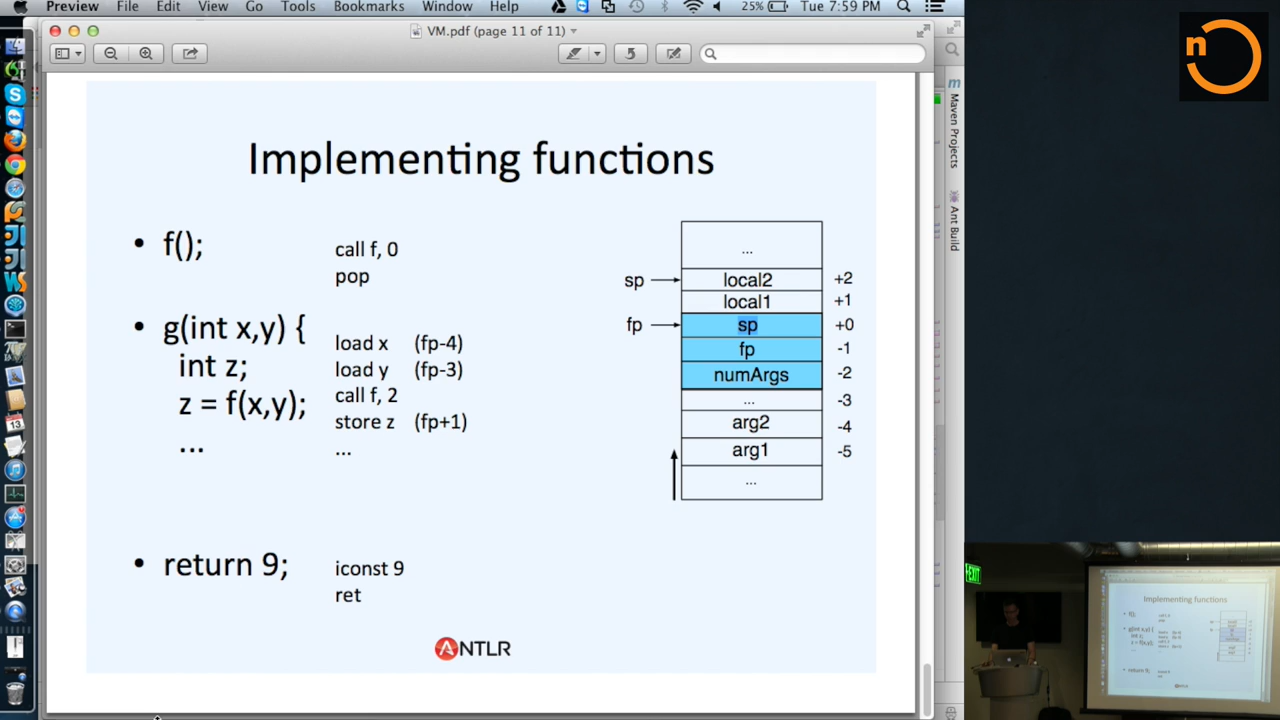 Preview File Edit View Go Tools Bookmarks Window Help
25% Tue 7:59 PM
VM.pdf (page 11 of 11)
Implementing functions
• f();
call f, 0
pop
• g(int x,y) {
int z;
z = f(x,y);
...
load x (fp-4)
load y (fp-3)
call f, 2
store z (fp+1)
...
• return 9;
iconst 9
ret
...
sp local2 +2
local1 +1
fp sp +0
fp -1
numArgs -2
... -3
arg2 -4
arg1 -5
...
ANTLR
Maven Projects
Ant Build
n
EXIT
Implementing functions